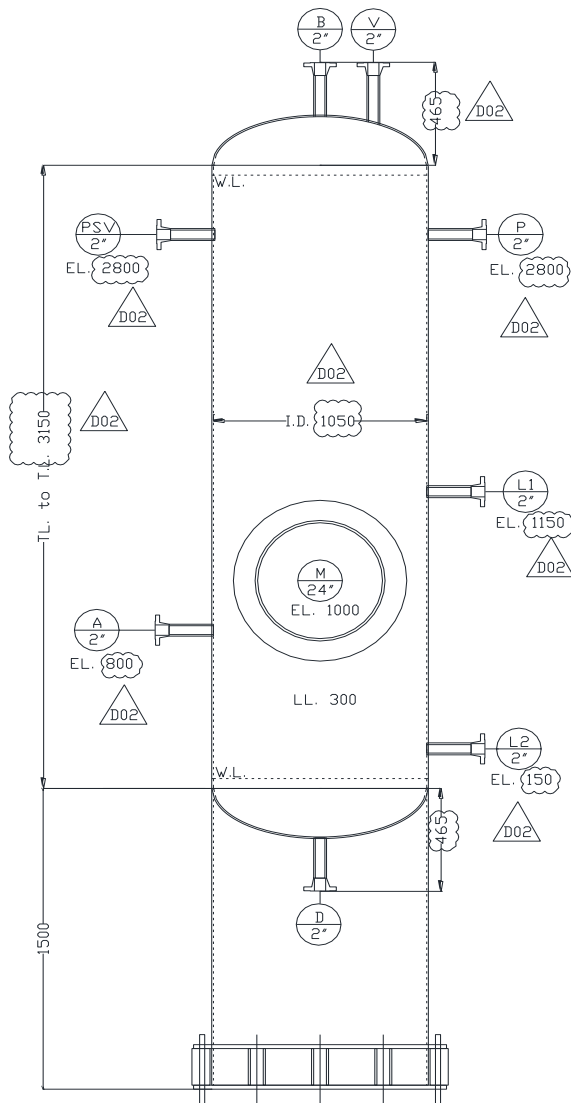 B
2″
V
2″
465
D02
W.L.
PSV
2″
EL. 2800
D02
P
2″
EL. 2800
D02
D02
I.D. 1050
TL. to T.L. 3150
D02
L1
2″
EL. 1150
D02
M
24″
EL. 1000
A
2″
EL. 800
D02
LL. 300
L2
2″
EL. 150
D02
W.L.
465
D
2″
1500